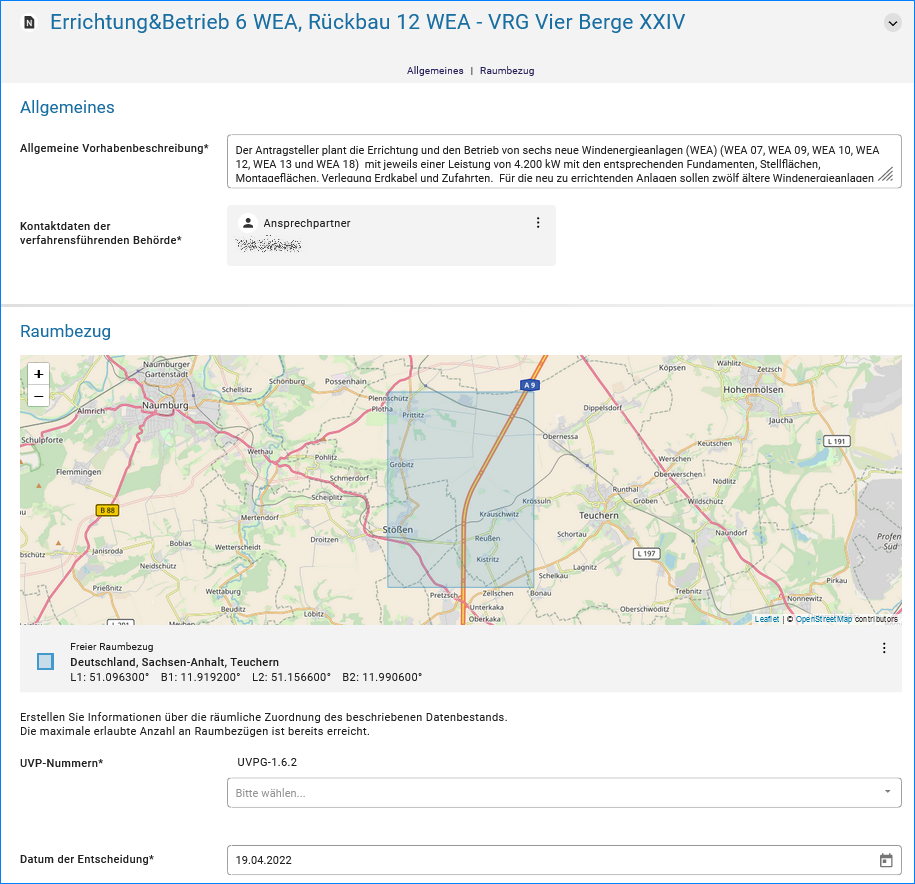 Errichtung&Betrieb 6 WEA, Rückbau 12 WEA - VRG Vier Berge XXIV
Allgemeines | Raumbezug
Allgemeines
Allgemeine Vorhabenbeschreibung*
Der Antragsteller plant die Errichtung und den Betrieb von sechs neue Windenergieanlagen (WEA) (WEA 07, WEA 09, WEA 10, WEA
12, WEA 13 und WEA 18) mit jeweils einer Leistung von 4.200 kW mit den entsprechenden Fundamenten, Stellflächen,
Montageflächen, Verlegung Erdkabel und Zufahrten. Für die neu zu errichtenden Anlagen sollen zwölf ältere Windenergieanlagen
Kontaktdaten der
verfahrensführenden Behörde*
Ansprechpartner
Raumbezug
+
−
Naumburger
Gartenstadt
Schellsitz
Schönburg
Possenhain
A 9
Köpsen
Wählitz
Zetzsch
Hohenmölsen
Almrich
Naumburg
Plennschütz
Plotha
Prittitz
Dippelsdorf
Jaucha
Schulpforte
Wethau
Obernessa
Keutschen
L 191
Flemmingen
Pohlitz
Gröbitz
Werschen
Oberwerschen
Schmerdorf
Nödlitz
Scheiplitz
Krössuln
Runthal
Gröben
Wildschütz
B 88
Mertendorf
Krauschwitz
Teuchern
Stößen
Droitzen
Reußen
Schortau
Naundorf
Profen-
Süd
Janisroda
Boblas
Wetterscheidt
Neidschütz
Kistritz
L 197
Lagnitz
Schelkau
Pirkau
Prießnitz
Wettaburg
Pretzsch
Zellschen
Bonau
Trebnitz
Nonnewitz
Beuditz
Löbitz
Unterkaka
Oberkaka
Oberschwöditz
Leaflet | © OpenStreetMap contributors
Freier Raumbezug
Deutschland, Sachsen-Anhalt, Teuchern
L1: 51.096300° B1: 11.919200° L2: 51.156600° B2: 11.990600°
Erstellen Sie Informationen über die räumliche Zuordnung des beschriebenen Datenbestands.
Die maximale erlaubte Anzahl an Raumbezügen ist bereits erreicht.
UVP-Nummern*
UVPG-1.6.2
Bitte wählen...
Datum der Entscheidung*
19.04.2022